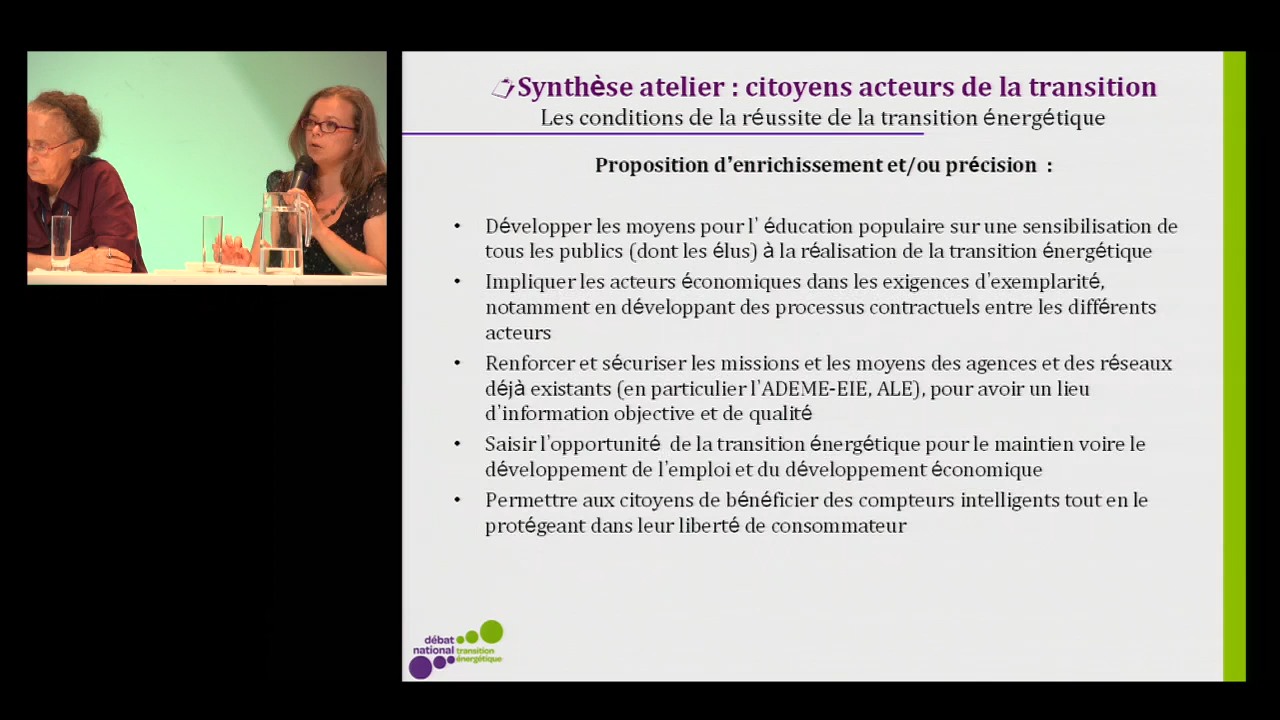 Synthèse atelier : citoyens acteurs de la transition
Les conditions de la réussite de la transition énergétique
Proposition d'enrichissement et/ou précision :
• Développer les moyens pour l' éducation populaire sur une sensibilisation de
tous les publics (dont les élus) à la réalisation de la transition énergétique
• Impliquer les acteurs économiques dans les exigences d'exemplarité,
notamment en développant des processus contractuels entre les différents
acteurs
• Renforcer et sécuriser les missions et les moyens des agences et des réseaux
déjà existants (en particulier l'ADEME-EIE, ALE), pour avoir un lieu
d'information objective et de qualité
• Saisir l'opportunité de la transition énergétique pour le maintien voire le
développement de l'emploi et du développement économique
• Permettre aux citoyens de bénéficier des compteurs intelligents tout en le
protégeant dans leur liberté de consommateur
débat
national transition
énergétique